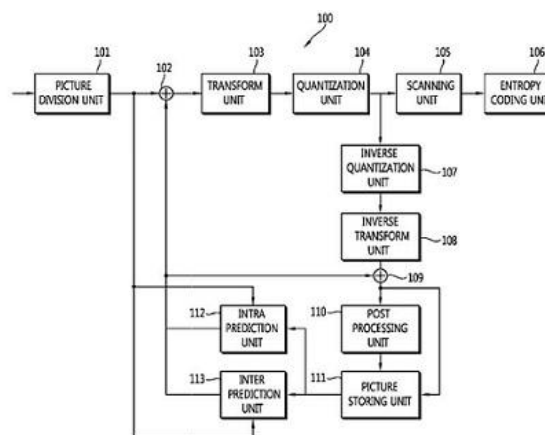 100
101
102
103
104
105
106
PICTURE
DIVISION UNIT
TRANSFORM
UNIT
QUANTIZATION
UNIT
SCANNING
UNIT
ENTROPY
CODING UNI
INVERSE
QUANTIZATION
UNIT
107
INVERSE
TRANSFORM
UNIT
108
109
112
INTRA
PREDICTION
UNIT
110
POST
PROCESSING
UNIT
113
INTER
PREDICTION
UNIT
111
PICTURE
STORING UNIT